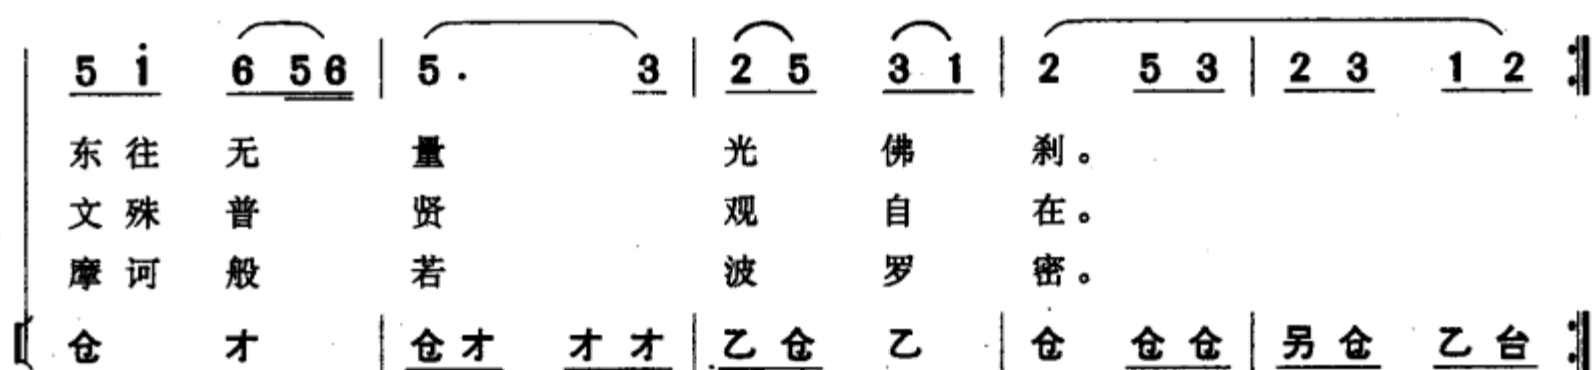 5 i 6 56 | 5. 3 | 2 5 3 1 | 2 5 3 | 2 3 1 2 :|
东往无量光佛刹。
文殊普贤观自在。
摩诃般若波罗密。
仓 才 | 仓才 才才 | 乙仓 乙 | 仓 仓仓 | 另仓 乙台 :|